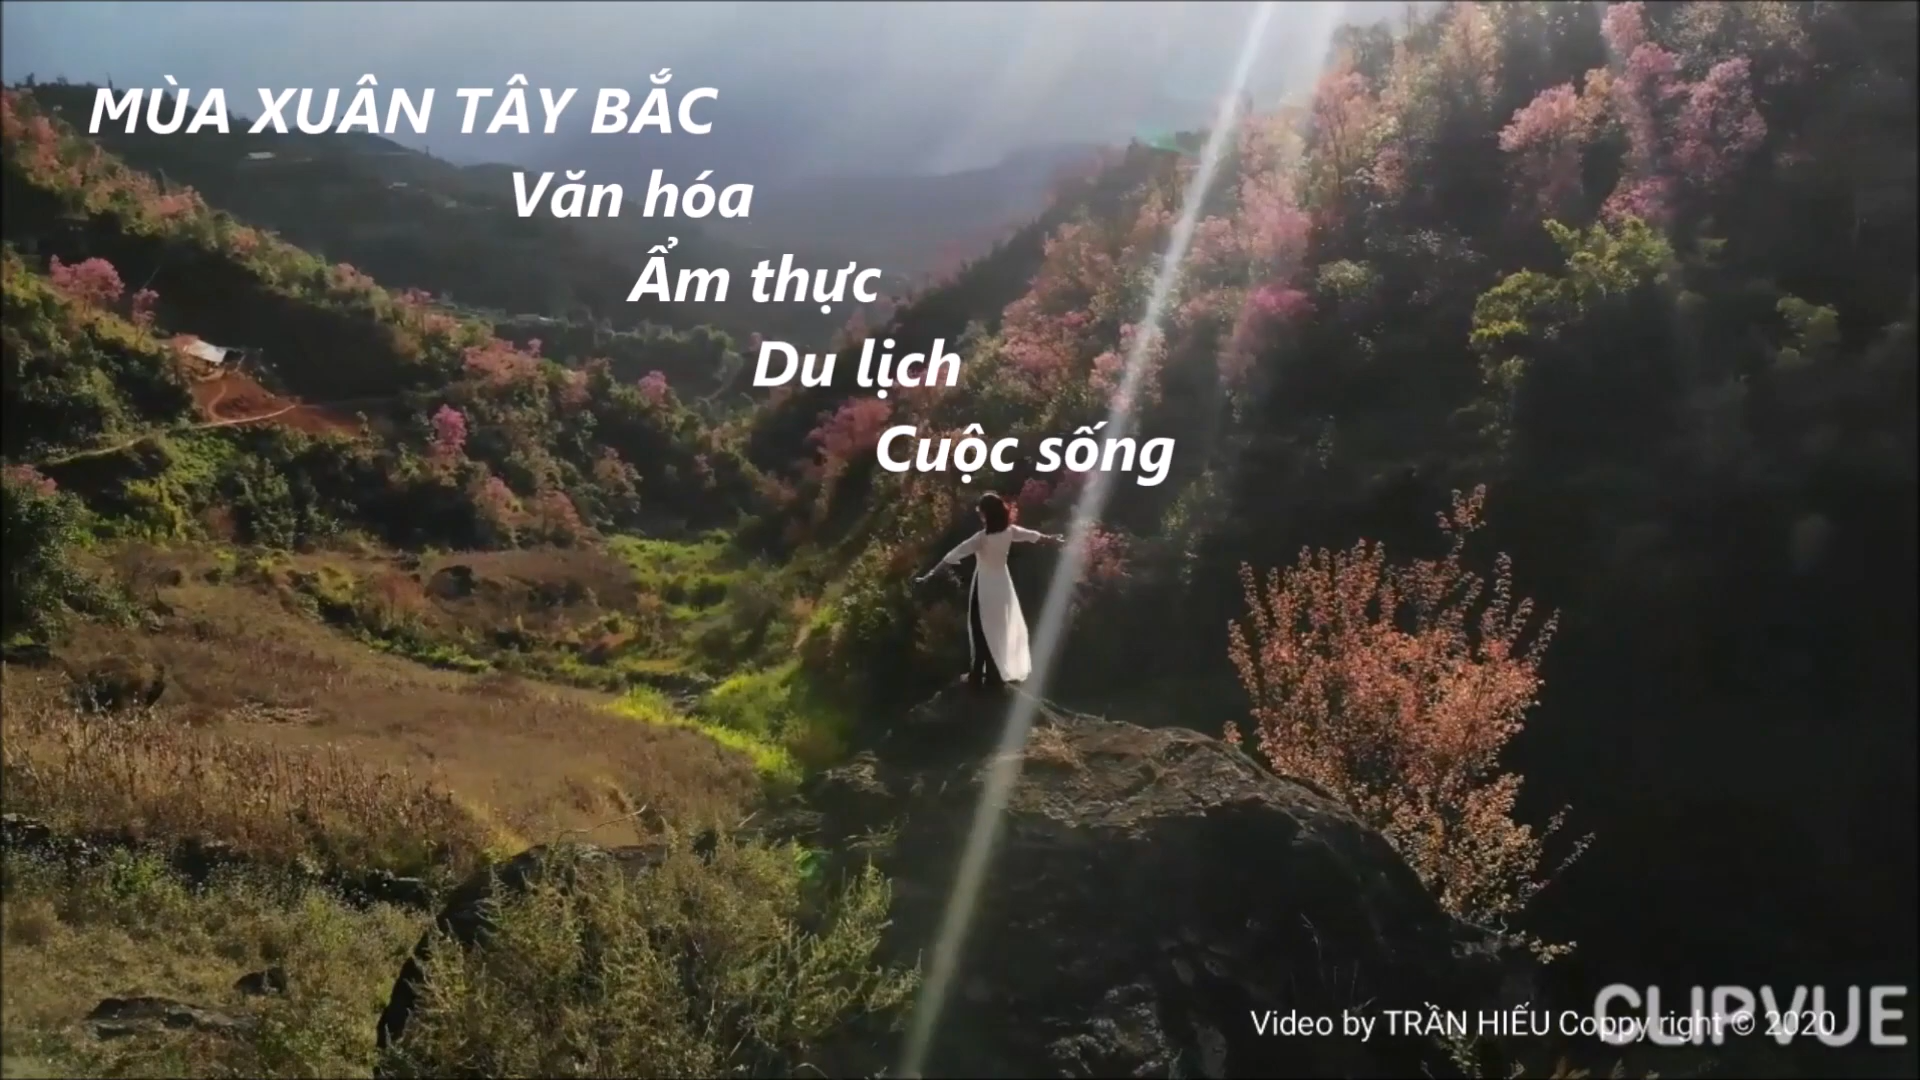 MÙA XUÂN TÂY BẮC
Văn hóa
Ẩm thực
Du lịch
Cuộc sống
Video by TRẦN HIẾU Coppy right © 2020
CLIPVUE